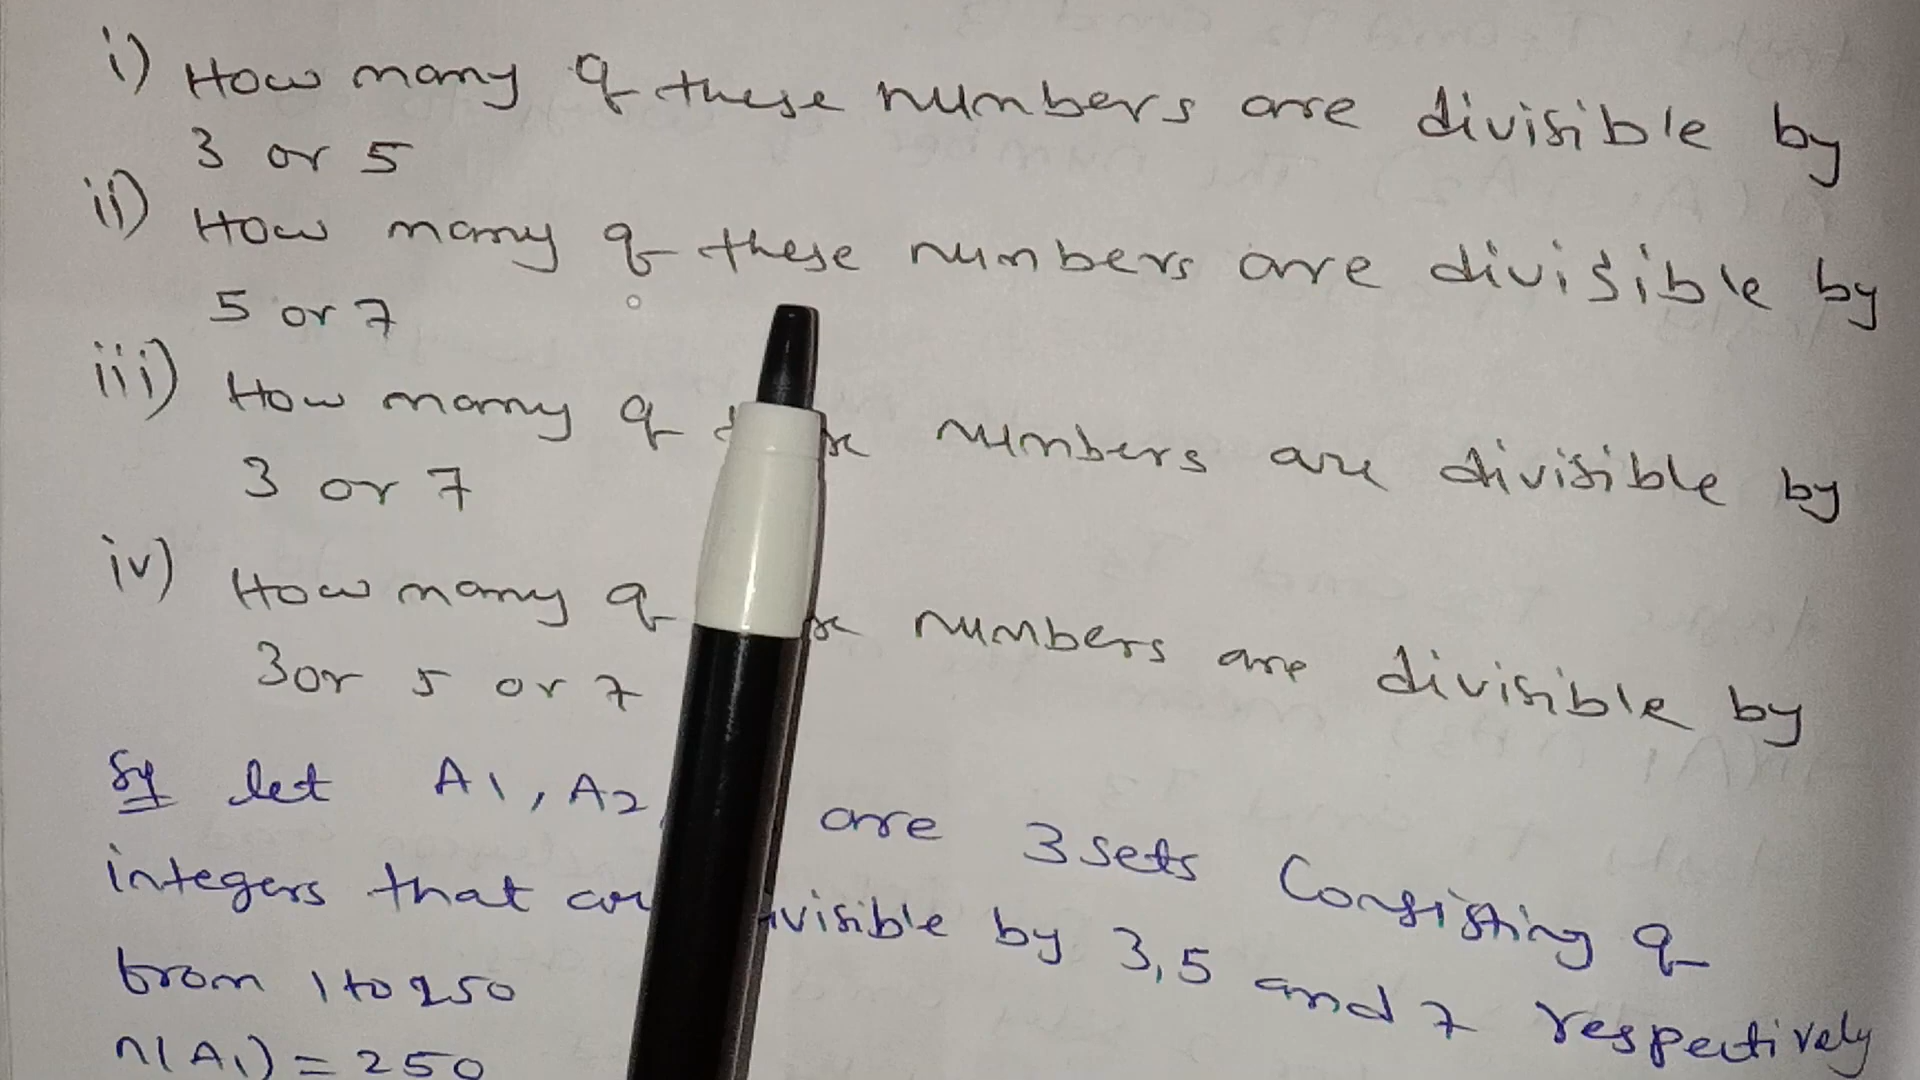 i) How many of these numbers are divisible by
3 or 5
ii) How many of these numbers are divisible by
5 or 7
iii) How many of numbers are divisible by
3 or 7
iv) How many of numbers are divisible by
3 or 5 or 7
Sol let A1, A2, are 3 sets Consisting of
integers that are divisible by 3, 5 and 7 respectively
from 1 to 250
n(A1) = 250